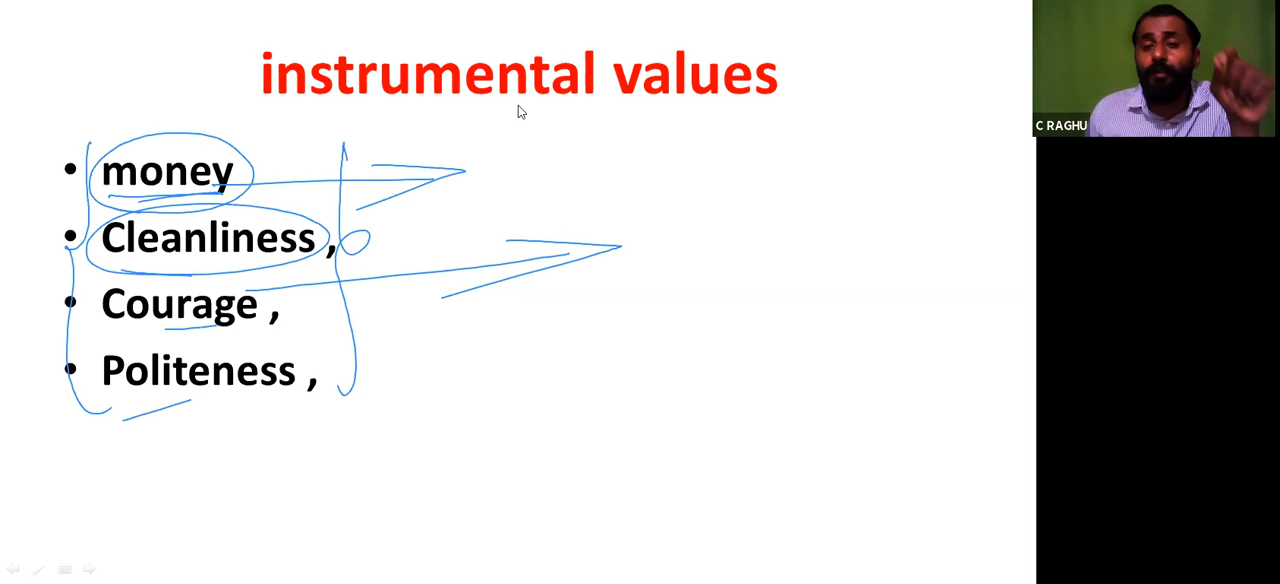 instrumental values
C RAGHU
• money
• Cleanliness ,
• Courage ,
• Politeness ,